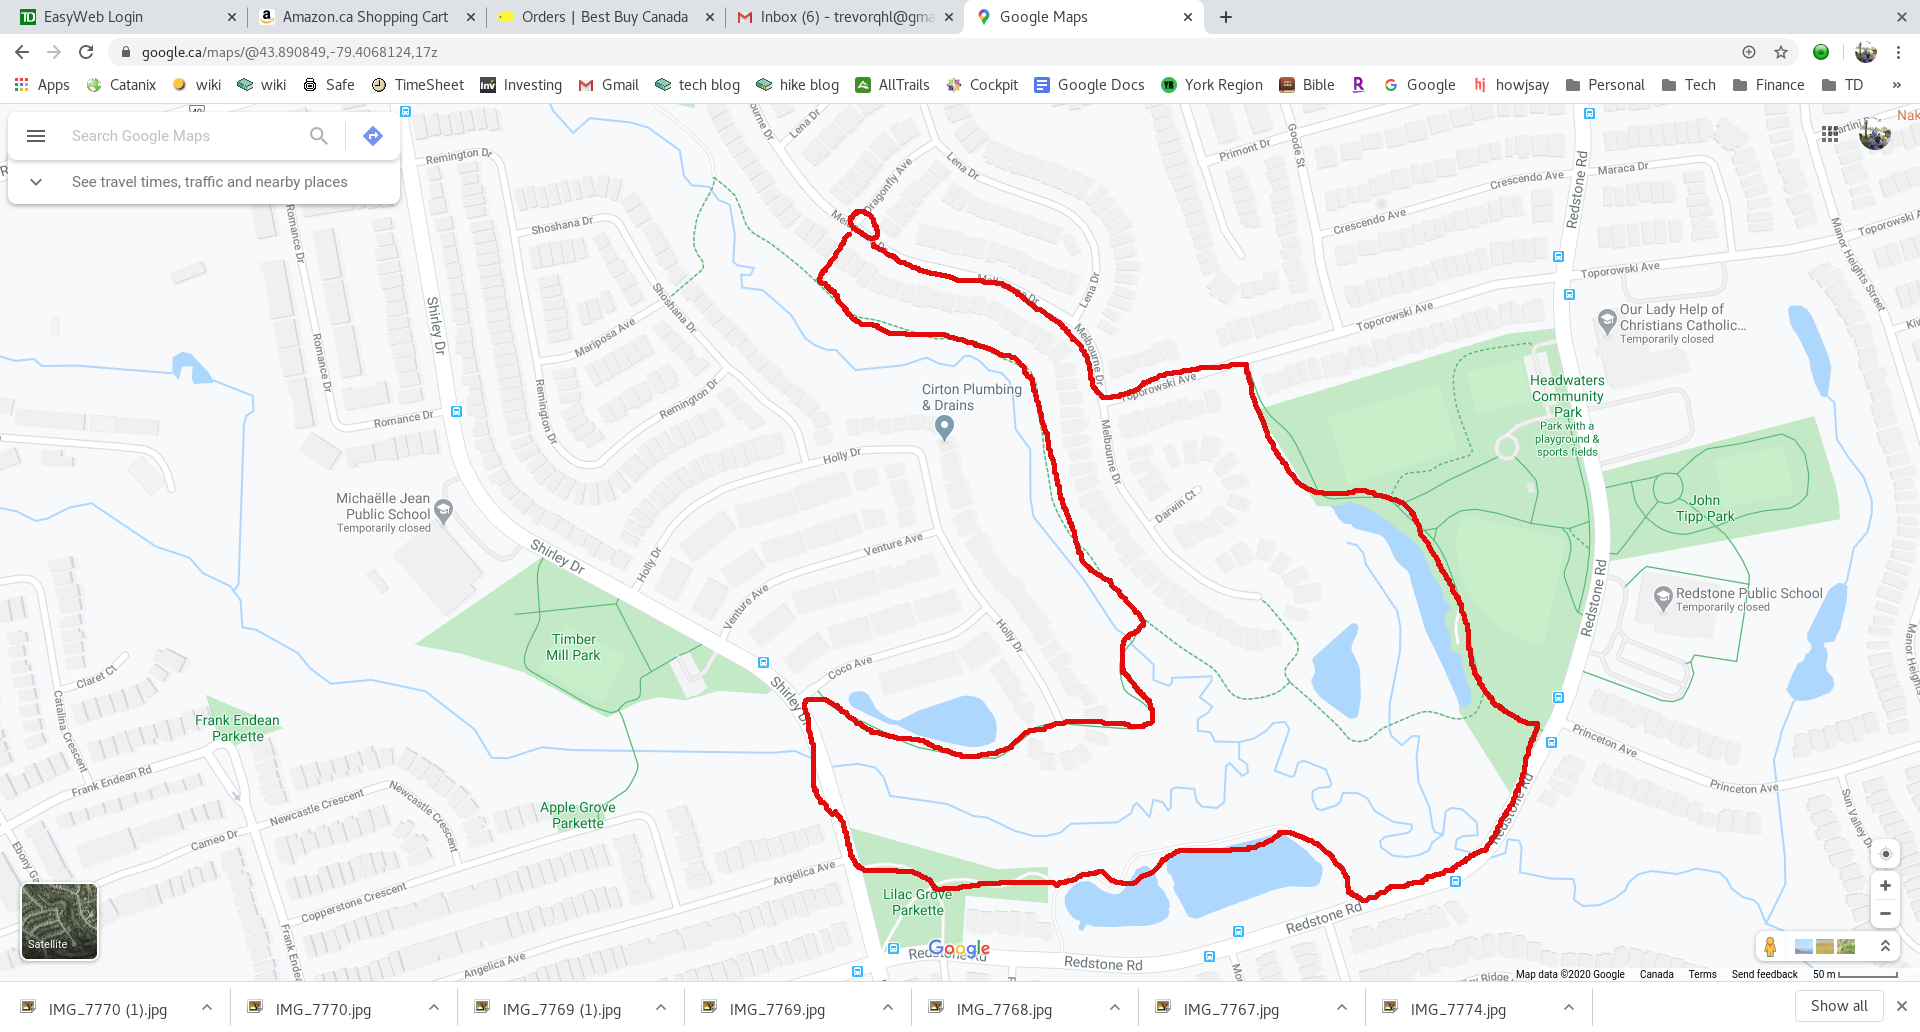 EasyWeb Login
Amazon.ca Shopping Cart
Orders | Best Buy Canada
Inbox (6) - trevorqhl@gma
Google Maps
google.ca/maps/@43.890849,-79.4068124,17z
Apps
Catanix
wiki
wiki
Safe
TimeSheet
Investing
Gmail
tech blog
hike blog
AllTrails
Cockpit
Google Docs
York Region
Bible
Google
howjsay
Personal
Tech
Finance
TD
»
Search Google Maps
See travel times, traffic and nearby places
Remington Dr
Lena Dr
Dragonfly Ave
Lena Dr
Primont Dr
Goode St
Crescendo Ave
Crescendo Ave
Maraca Dr
Redstone Rd
Nak
Toporowski Ave
Manor Heights Street
Romance Dr
Shoshana Dr
Shirley Dr
Shoshana Dr
Mariposa Ave
Lena Dr
Melbourne Dr
Toporowski Ave
Toporowski Ave
Toporowski Ave
Our Lady Help of
Christians Catholic...
Temporarily closed
Romance Dr
Romance Dr
Remington Dr
Remington Dr
Cirton Plumbing
& Drains
Headwaters
Community
Park
Park with a
playground &
sports fields
Holly Dr
Melbourne Dr
Darwin Ct
John
Tipp Park
Michaëlle Jean
Public School
Temporarily closed
Shirley Dr
Holly Dr
Venture Ave
Venture Ave
Redstone Rd
Redstone Public School
Temporarily closed
Timber
Mill Park
Holly Dr
Coco Ave
Shirley Dr
Manor Heights
Claret Ct
Catalina Crescent
Frank Endean
Parkette
Frank Endean Rd
Newcastle Crescent
Newcastle Crescent
Cameo Dr
Apple Grove
Parkette
Princeton Ave
Princeton Ave
Sun Valley
Redstone Rd
Copperstone Crescent
Angelica Ave
Angelica Ave
Lilac Grove
Parkette
Redstone Rd
Redstone Rd
Redstone Rd
Satellite
Google
Map data ©2020 Google
Canada
Terms
Send feedback
50 m
IMG_7770 (1).jpg
IMG_7770.jpg
IMG_7769 (1).jpg
IMG_7769.jpg
IMG_7768.jpg
IMG_7767.jpg
IMG_7774.jpg
Show all